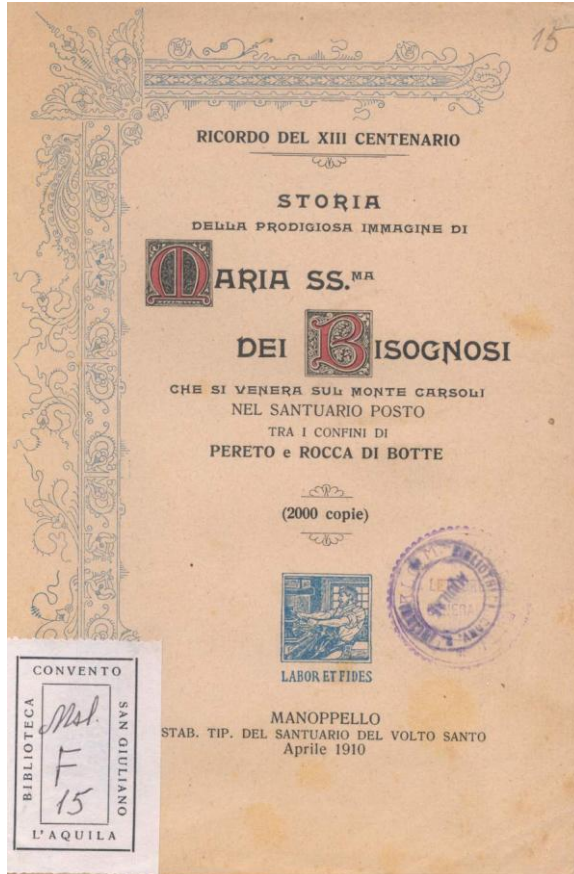 15
RICORDO DEL XIII CENTENARIO
STORIA
DELLA PRODIGIOSA IMMAGINE DI
MARIA SS.MA
DEI BISOGNOSI
CHE SI VENERA SUL MONTE CARSOLI
NEL SANTUARIO POSTO
TRA I CONFINI DI
PERETO e ROCCA DI BOTTE
(2000 copie)
LABOR ET FIDES
MANOPPELLO
STAB. TIP. DEL SANTUARIO DEL VOLTO SANTO
Aprile 1910
CONVENTO
BIBLIOTECA
SAN GIULIANO
Msl.
F
15
L'AQUILA